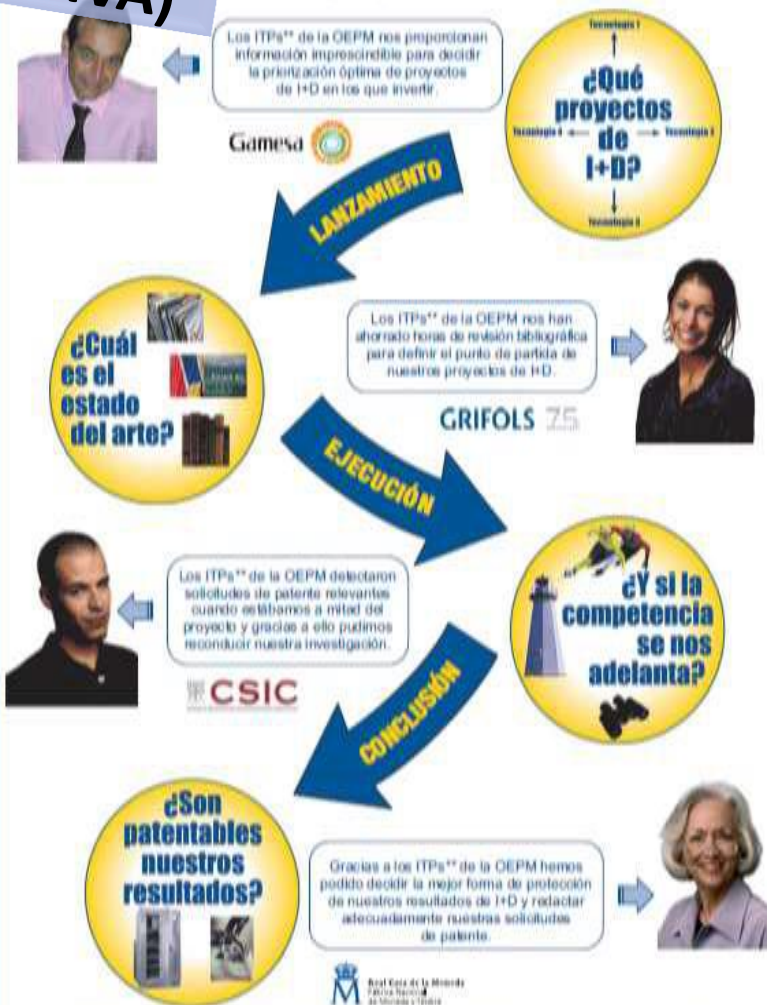 VA)
Los ITPs** de la OEPM nos proporcionan
información imprescindible para decidir
la priorización óptima de proyectos
de I+D en los que invertir.
Gamesa
Tecnología 1
¿Qué
proyectos
de
I+D?
LANZAMIENTO
¿Cuál
es el
estado
del arte?
Los ITPs** de la OEPM nos han
ahorrado horas de revisión bibliográfica
para definir el punto de partida de
nuestros proyectos de I+D.
GRIFOLS 75
EJECUCIÓN
Los ITPs** de la OEPM detectaron
solicitudes de patente relevantes
cuando estábamos a mitad del
proyecto y gracias a ello pudimos
reconducir nuestra investigación.
CSIC
¿Y si la
competencia
se nos
adelanta?
CONCLUSIÓN
¿Son
patentables
nuestros
resultados?
Gracias a los ITPs** de la OEPM hemos
podido decidir la mejor forma de protección
de nuestros resultados de I+D y redactar
adecuadamente nuestras solicitudes
de patente.
Real Casa de la Moneda
Fábrica Nacional
de Moneda y Timbre